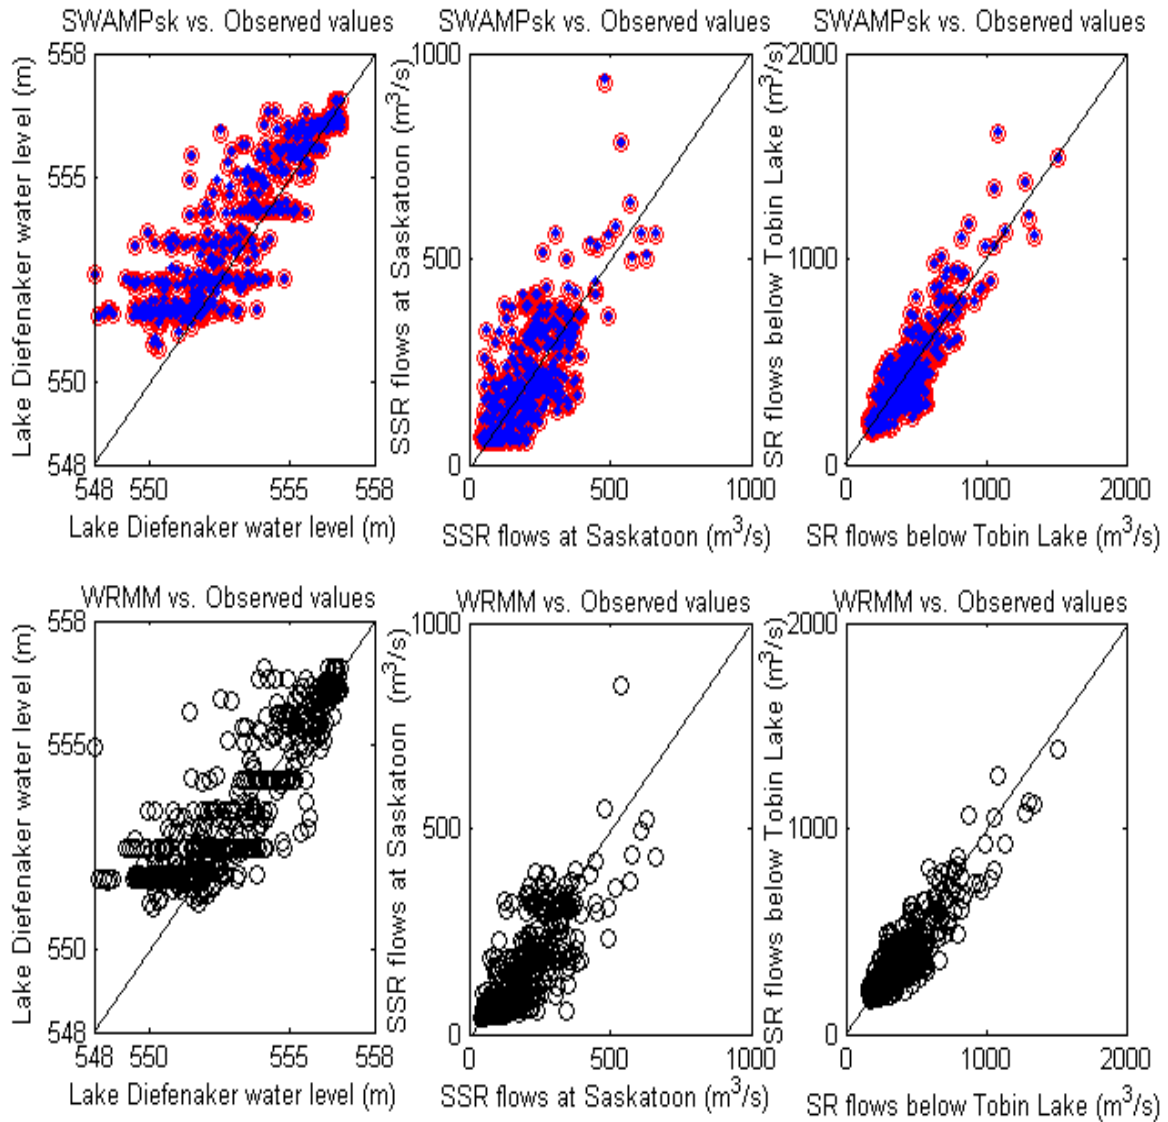 SWAMPsk vs. Observed values
SWAMPsk vs. Observed values
SWAMPsk vs. Observed values
Lake Diefenaker water level (m)
558
555
550
548
548 550 555 558
Lake Diefenaker water level (m)
SSR flows at Saskatoon (m³/s)
1000
500
0
0 500 1000
SSR flows at Saskatoon (m³/s)
SR flows below Tobin Lake (m³/s)
2000
1000
0
0 1000 2000
SR flows below Tobin Lake (m³/s)
WRMM vs. Observed values
WRMM vs. Observed values
WRMM vs. Observed values
Lake Diefenaker water level (m)
558
555
550
548
548 550 555 558
Lake Diefenaker water level (m)
SSR flows at Saskatoon (m³/s)
1000
500
0
0 500 1000
SSR flows at Saskatoon (m³/s)
SR flows below Tobin Lake (m³/s)
2000
1000
0
0 1000 2000
SR flows below Tobin Lake (m³/s)